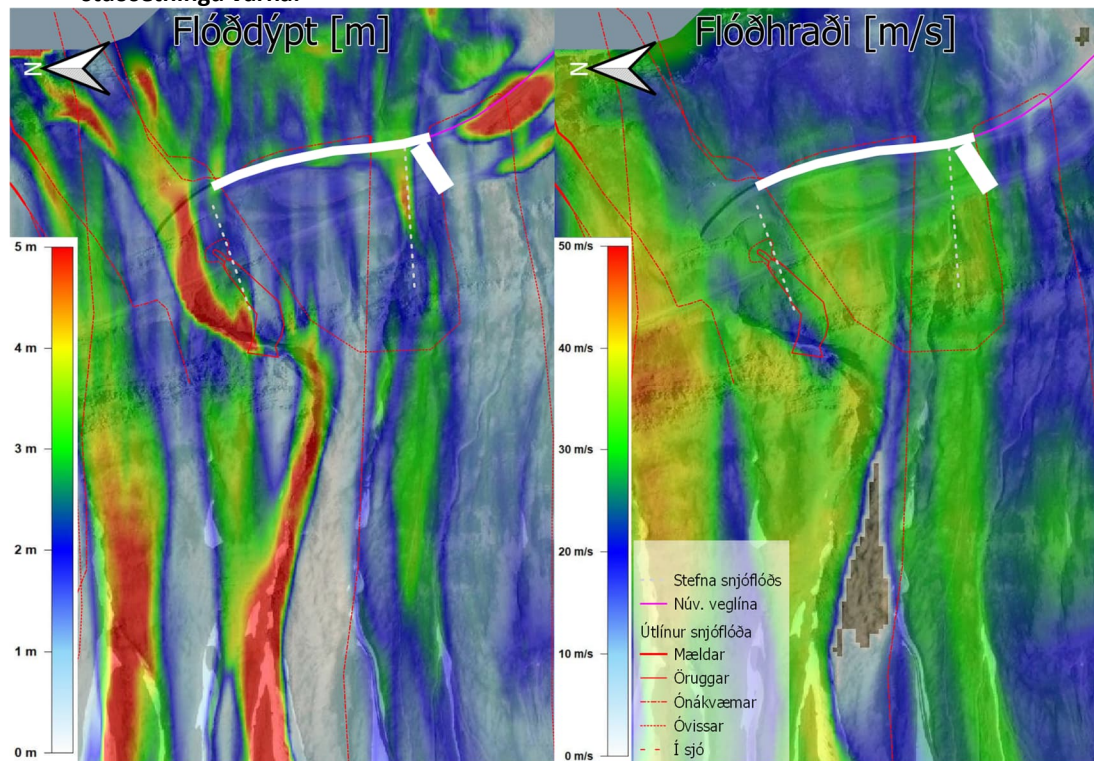 varna.
Flóðdýpt [m]
Flóðhraði [m/s]
N
N
5 m
4 m
3 m
2 m
1 m
0 m
50 m/s
40 m/s
30 m/s
20 m/s
10 m/s
0 m/s
Stefna snjóflóðs
Núv. veglína
Útlínur snjóflóða
Mældar
Öruggar
Ónákvæmar
Óvissar
Í sjó